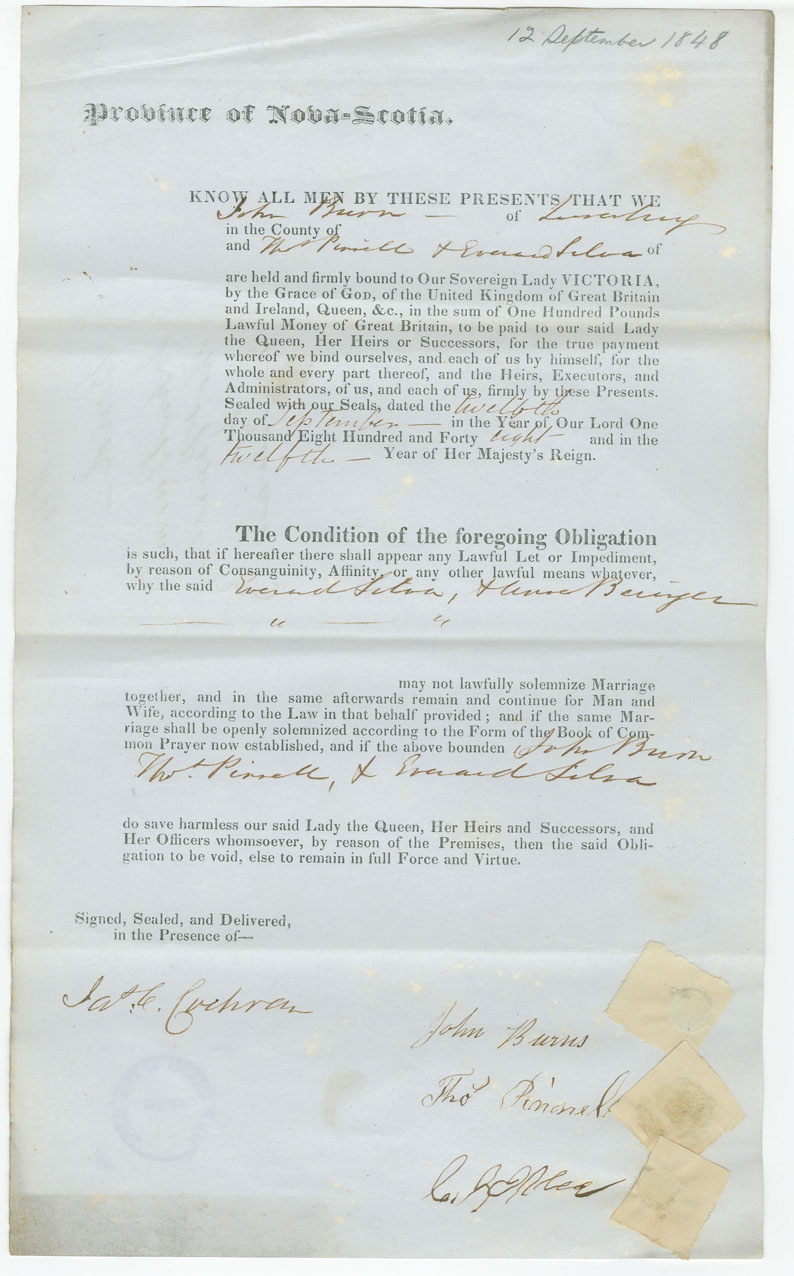 12 September 1848
Province of Nova-Scotia.
KNOW ALL MEN BY THESE PRESENTS THAT WE
John Burn — of Lunenburg
in the County of
and Thos Pinnell & Everard Silva of
are held and firmly bound to Our Sovereign Lady VICTORIA,
by the Grace of God, of the United Kingdom of Great Britain
and Ireland, Queen, &c., in the sum of One Hundred Pounds
Lawful Money of Great Britain, to be paid to our said Lady
the Queen, Her Heirs or Successors, for the true payment
whereof we bind ourselves, and each of us by himself, for the
whole and every part thereof, and the Heirs, Executors, and
Administrators, of us, and each of us, firmly by these Presents.
Sealed with our Seals, dated the twelfth
day of September — in the Year of Our Lord One
Thousand Eight Hundred and Forty eight and in the
twelfth — Year of Her Majesty's Reign.
The Condition of the foregoing Obligation
is such, that if hereafter there shall appear any Lawful Let or Impediment,
by reason of Consanguinity, Affinity, or any other lawful means whatever,
why the said Everard Silva, &
may not lawfully solemnize Marriage
together, and in the same afterwards remain and continue for Man and
Wife, according to the Law in that behalf provided; and if the same Mar-
riage shall be openly solemnized according to the Form of the Book of Com-
mon Prayer now established, and if the above bounden John Burn
Thos. Pinnell, & Everard Silva
do save harmless our said Lady the Queen, Her Heirs and Successors, and
Her Officers whomsoever, by reason of the Premises, then the said Obli-
gation to be void, else to remain in full Force and Virtue.
Signed, Sealed, and Delivered,
in the Presence of—
Jas. C. Cochran
John Burns
Thos Pinnell